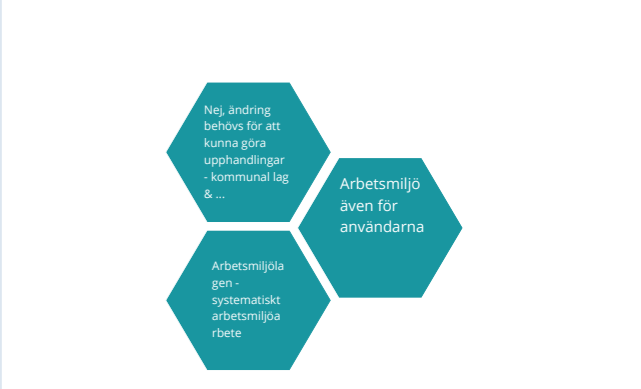 Nej, ändring
behövs för att
kunna göra
upphandlingar
- kommunal lag
& ...
Arbetsmiljö
även för
användarna
Arbetsmiljöla
gen -
systematiskt
arbetsmiljöa
rbete